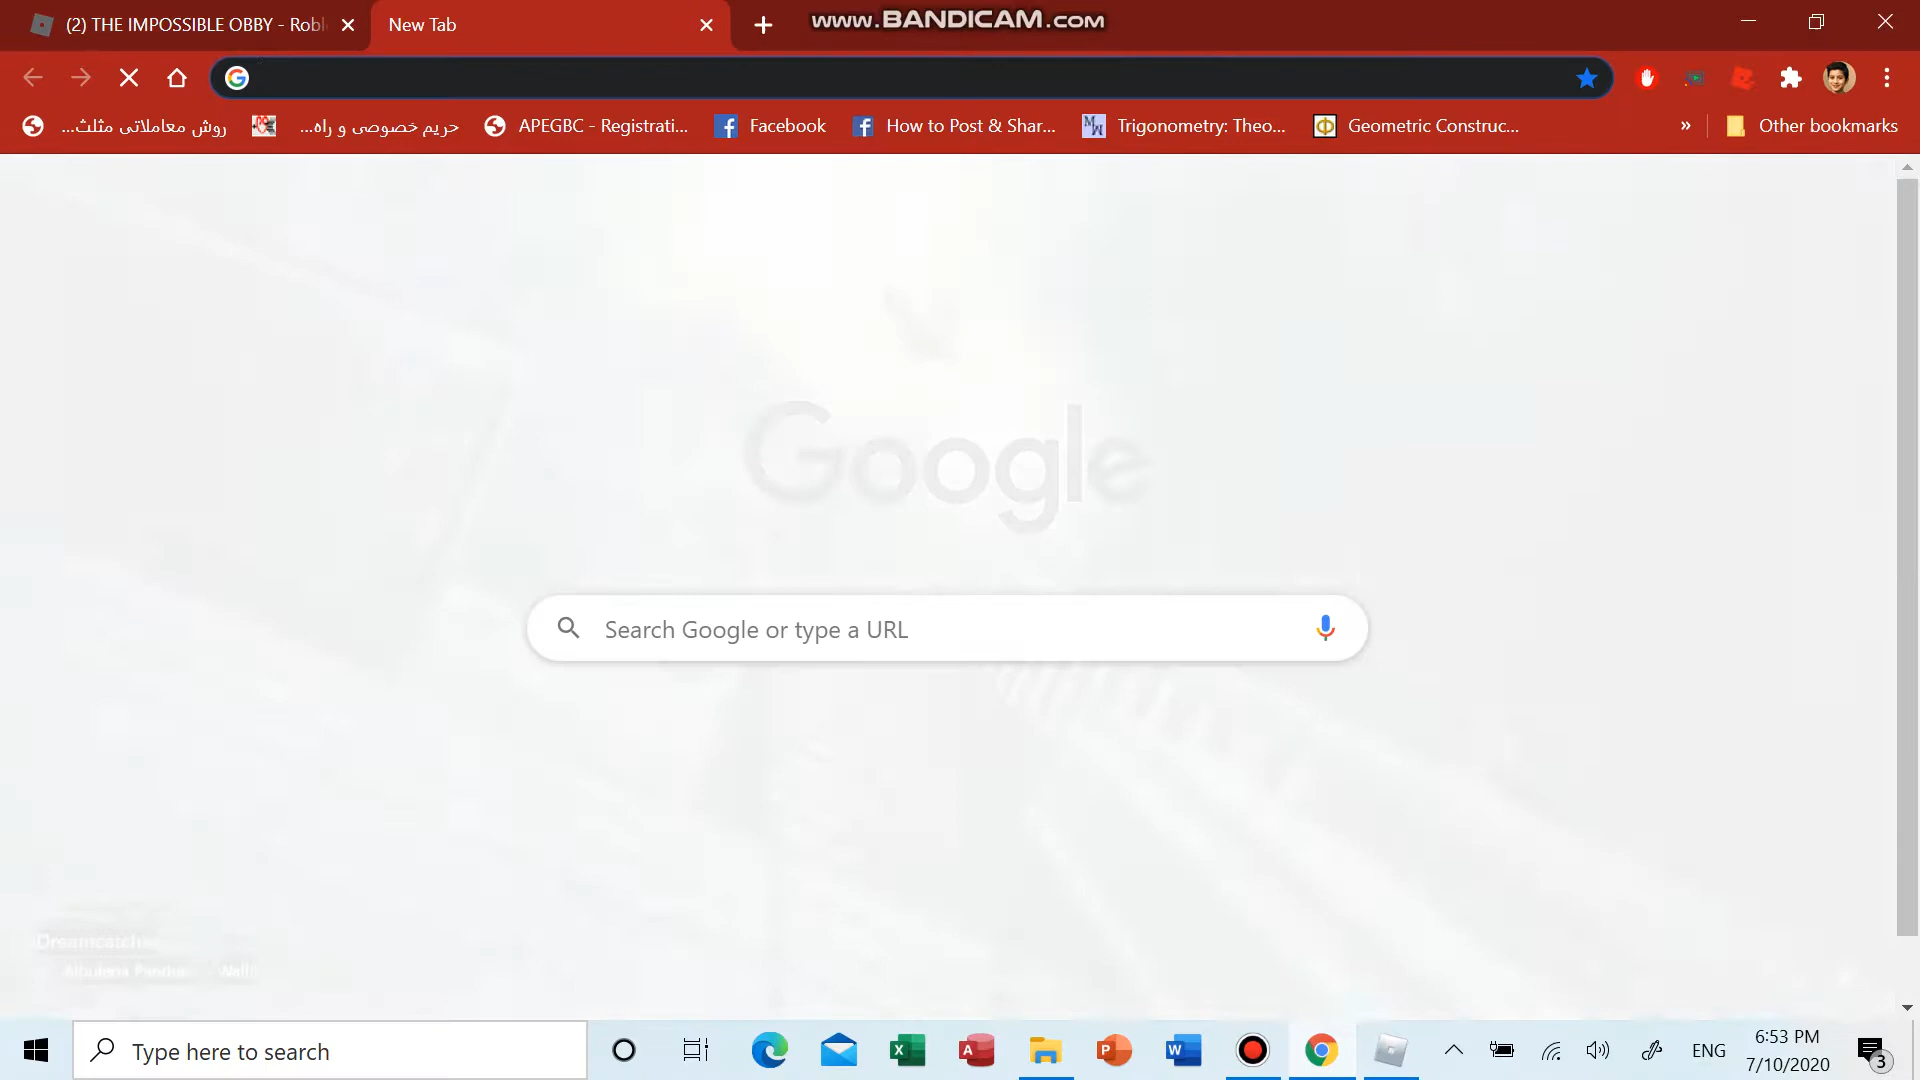 (2) THE IMPOSSIBLE OBBY - Robl
New Tab
www.BANDICAM.com
روش معاملاتی مثلث...
حریم خصوصی و راه...
APEGBC - Registrati...
Facebook
How to Post & Shar...
Trigonometry: Theo...
Geometric Construc...
»
Other bookmarks
Google
Search Google or type a URL
Type here to search
ENG
6:53 PM
7/10/2020
3